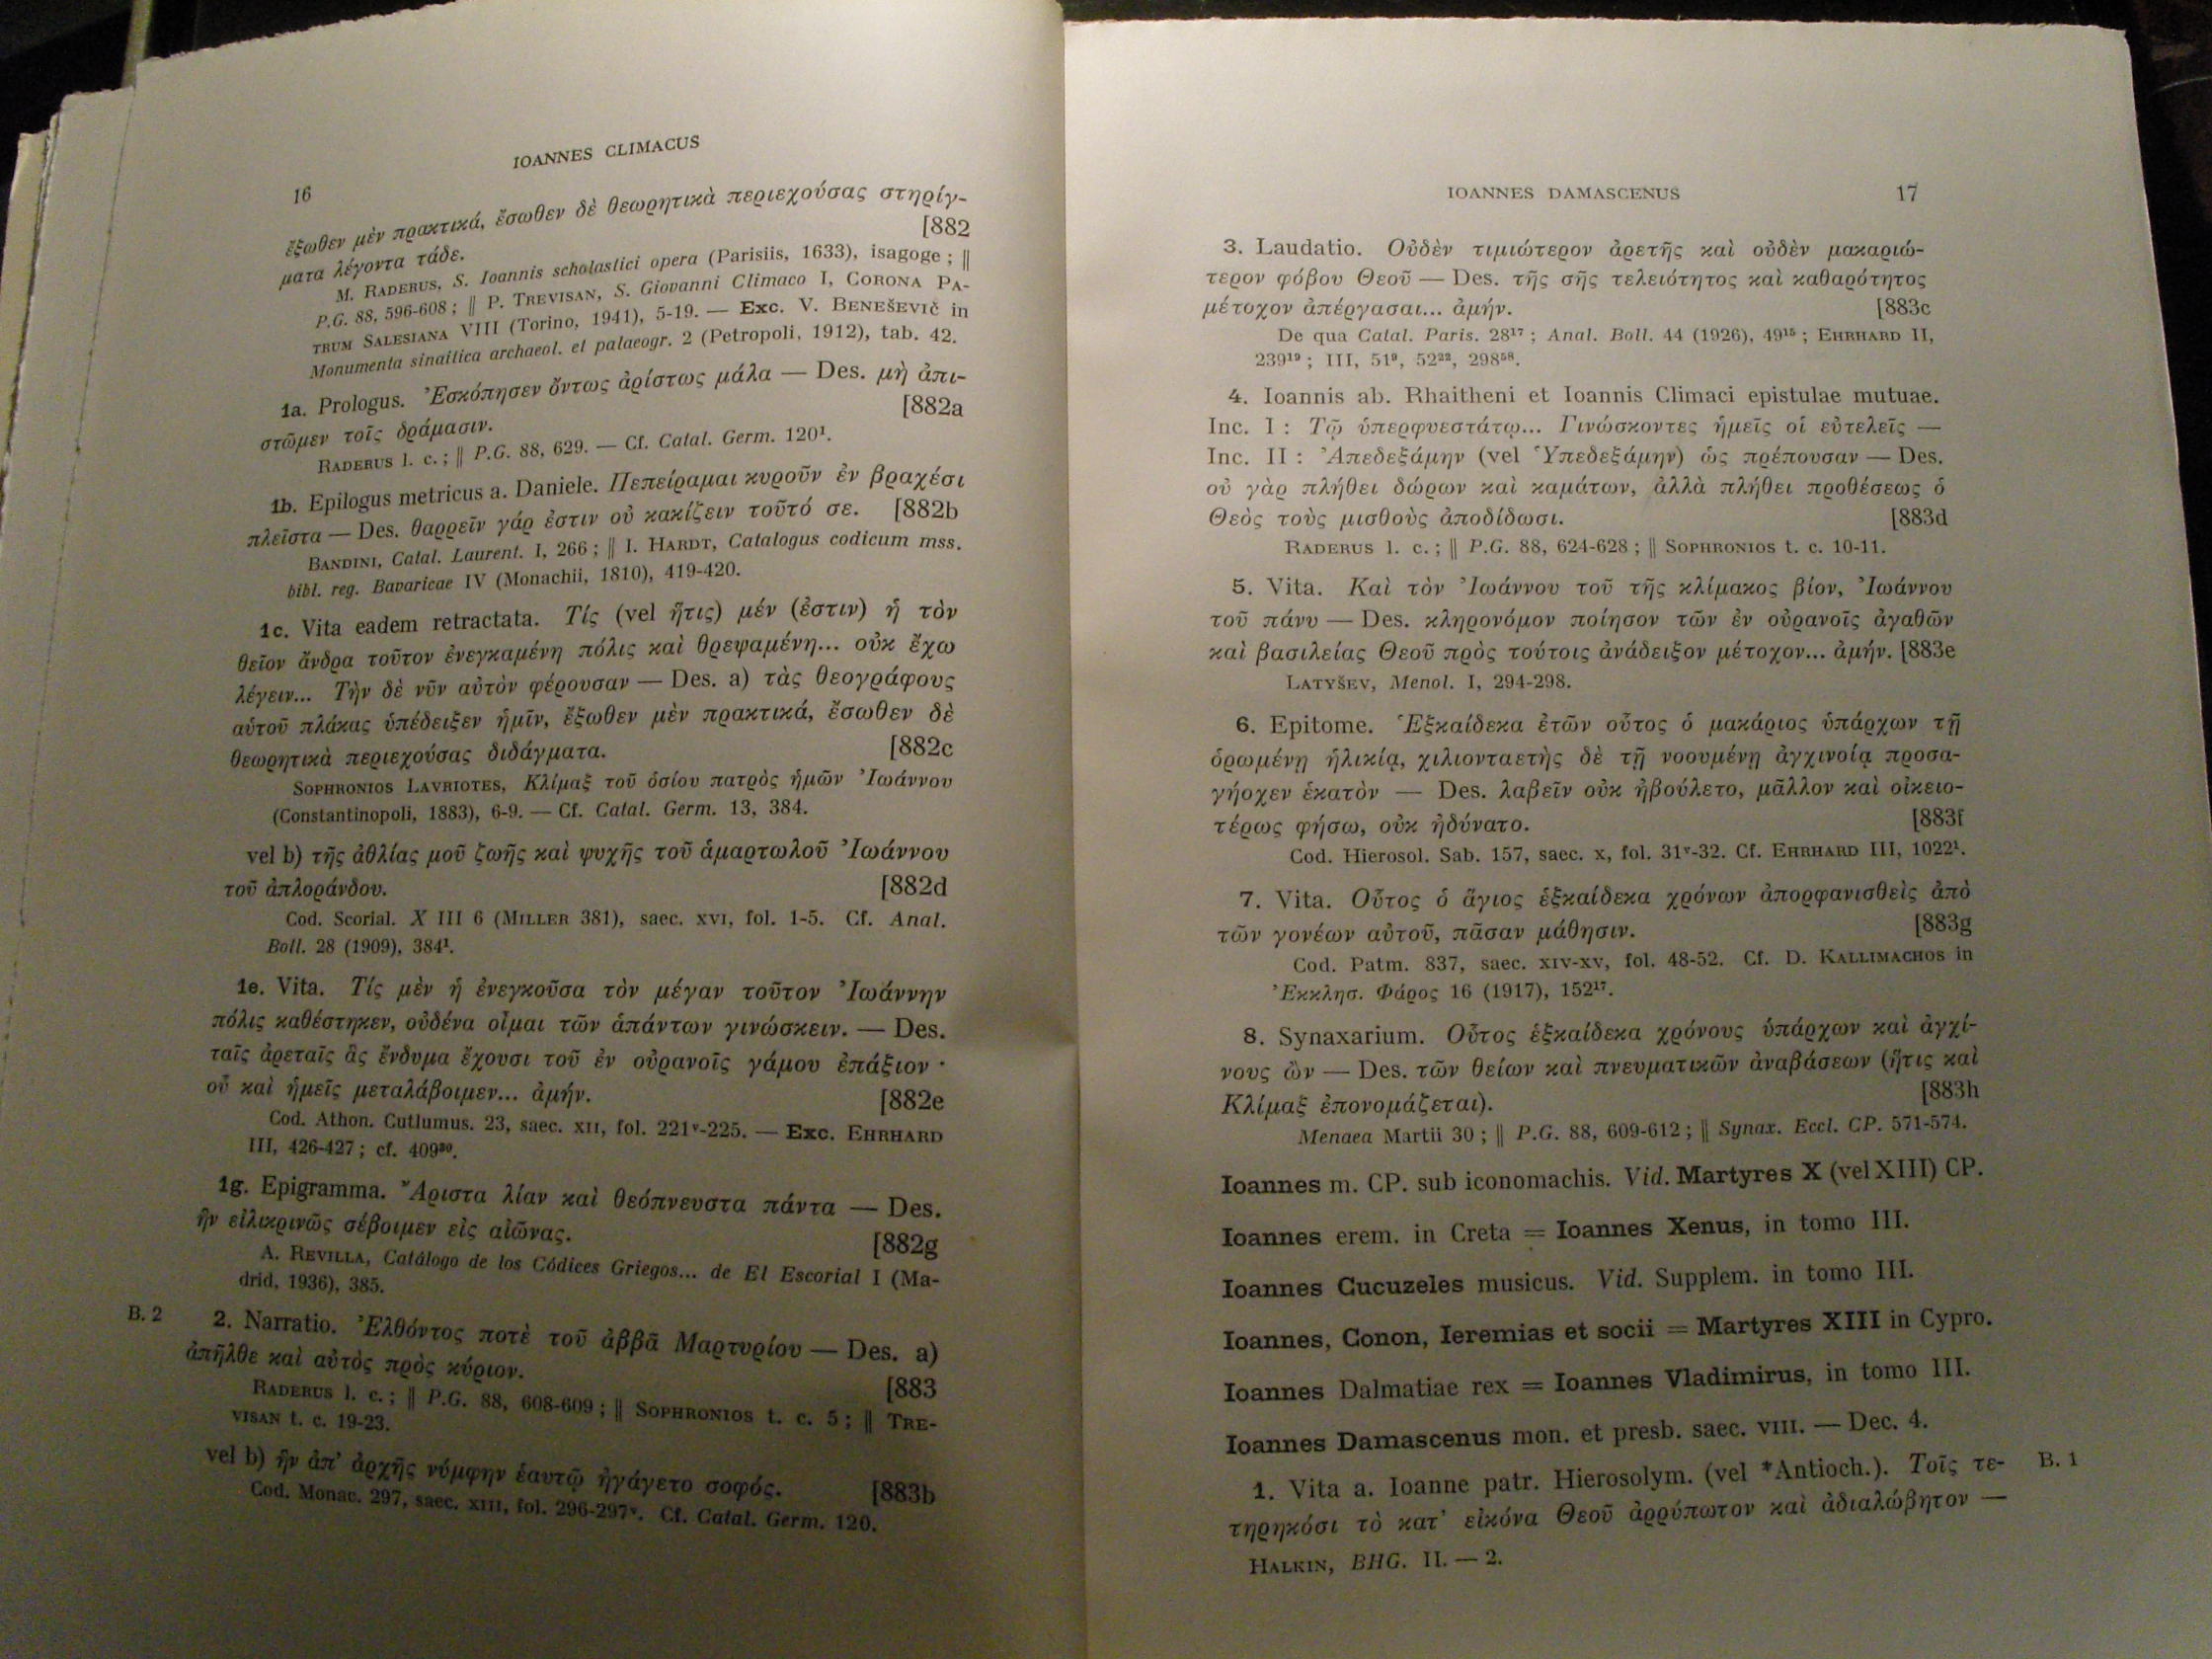 16
IOANNES CLIMACUS
ἔξωθεν μὲν πρακτικά, ἔσωθεν δὲ θεωρητικὰ περιεχούσας στηρίγ-
ματα λέγοντα τάδε. [882
M. RADERUS, S. Ioannis scholastici opera (Parisiis, 1633), isagoge ; ||
P.G. 88, 596-608 ; || P. TREVISAN, S. Giovanni Climaco I, CORONA PA-
TRUM SALESIANA VIII (Torino, 1941), 5-19. — Exc. V. BENEŠEVIČ in
Monumenta sinaitica archaeol. et palaeogr. 2 (Petropoli, 1912), tab. 42.
1a. Prologus. Ἐσκόπησεν ὄντως ἀρίστως μάλα — Des. μὴ ἀπι-
στῶμεν τοῖς δράμασιν. [882a
RADERUS l. c. ; || P.G. 88, 629. — Cf. Catal. Germ. 120¹.
1b. Epilogus metricus a. Daniele. Πεπείραμαι κυροῦν ἐν βραχέσι
πλεῖστα — Des. θαρρεῖν γάρ ἐστιν οὐ κακίζειν τοῦτό σε. [882b
BANDINI, Catal. Laurent. I, 266 ; || I. HARDT, Catalogus codicum mss.
bibl. reg. Bavaricae IV (Monachii, 1810), 419-420.
1c. Vita eadem retractata. Τίς (vel ἥτις) μέν (ἐστιν) ἡ τὸν
θεῖον ἄνδρα τοῦτον ἐνεγκαμένη πόλις καὶ θρεψαμένη... οὐκ ἔχω
λέγειν... Τὴν δὲ νῦν αὐτὸν φέρουσαν — Des. a) τὰς θεογράφους
αὐτοῦ πλάκας ὑπέδειξεν ἡμῖν, ἔξωθεν μὲν πρακτικά, ἔσωθεν δὲ
θεωρητικὰ περιεχούσας διδάγματα. [882c
SOPHRONIOS LAVRIOTES, Κλίμαξ τοῦ ὁσίου πατρὸς ἡμῶν Ἰωάννου
(Constantinopoli, 1883), 6-9. — Cf. Catal. Germ. 13, 384.
vel b) τῆς ἀθλίας μοῦ ζωῆς καὶ ψυχῆς τοῦ ἁμαρτωλοῦ Ἰωάννου
τοῦ ἀπλοράνδου. [882d
Cod. Scorial. X III 6 (MILLER 381), saec. XVI, fol. 1-5. Cf. Anal.
Boll. 28 (1909), 384¹.
1e. Vita. Τίς μὲν ἡ ἐνεγκοῦσα τὸν μέγαν τοῦτον Ἰωάννην
πόλις καθέστηκεν, οὐδένα οἶμαι τῶν ἁπάντων γινώσκειν. — Des.
ταῖς ἀρεταῖς ἃς ἔνδυμα ἔχουσι τοῦ ἐν οὐρανοῖς γάμου ἐπάξιον ·
οὗ καὶ ἡμεῖς μεταλάβοιμεν... ἀμήν. [882e
Cod. Athon. Cutlumus. 23, saec. XII, fol. 221ᵛ-225. — Exc. EHRHARD
III, 426-427 ; cf. 409³⁰.
1g. Epigramma. Ἄριστα λίαν καὶ θεόπνευστα πάντα — Des.
ἣν εἰλικρινῶς σέβοιμεν εἰς αἰῶνας. [882g
A. REVILLA, Catálogo de los Códices Griegos... de El Escorial I (Ma-
drid, 1936), 385.
B. 2 2. Narratio. Ἐλθόντος ποτὲ τοῦ ἀββᾶ Μαρτυρίου — Des. a)
ἀπῆλθε καὶ αὐτὸς πρὸς κύριον. [883
RADERUS l. c. ; || P.G. 88, 608-609 ; || SOPHRONIOS t. c. 5 ; || TRE-
VISAN t. c. 19-23.
vel b) ἣν ἀπ' ἀρχῆς νύμφην ἑαυτῷ ἠγάγετο σοφός. [883b
Cod. Monac. 297, saec. XIII, fol. 296-297ᵛ. Cf. Catal. Germ. 120.
IOANNES DAMASCENUS 17
3. Laudatio. Οὐδὲν τιμιώτερον ἀρετῆς καὶ οὐδὲν μακαριώ-
τερον φόβου Θεοῦ — Des. τῆς σῆς τελειότητος καὶ καθαρότητος
μέτοχον ἀπέργασαι... ἀμήν. [883c
De qua Catal. Paris. 28¹⁷ ; Anal. Boll. 44 (1926), 49¹⁵ ; EHRHARD II,
239¹⁹ ; III, 51⁹, 52²², 298⁵⁸.
4. Ioannis ab. Rhaitheni et Ioannis Climaci epistulae mutuae.
Inc. I : Τῷ ὑπερφυεστάτῳ... Γινώσκοντες ἡμεῖς οἱ εὐτελεῖς —
Inc. II : Ἀπεδεξάμην (vel Ὑπεδεξάμην) ὡς πρέπουσαν — Des.
οὐ γὰρ πλήθει δώρων καὶ καμάτων, ἀλλὰ πλήθει προθέσεως ὁ
Θεὸς τοὺς μισθοὺς ἀποδίδωσι. [883d
RADERUS l. c. ; || P.G. 88, 624-628 ; || SOPHRONIOS t. c. 10-11.
5. Vita. Καὶ τὸν Ἰωάννου τοῦ τῆς κλίμακος βίον, Ἰωάννου
τοῦ πάνυ — Des. κληρονόμον ποίησον τῶν ἐν οὐρανοῖς ἀγαθῶν
καὶ βασιλείας Θεοῦ πρὸς τούτοις ἀνάδειξον μέτοχον... ἀμήν. [883e
LATYŠEV, Menol. I, 294-298.
6. Epitome. Ἑξκαίδεκα ἐτῶν οὗτος ὁ μακάριος ὑπάρχων τῇ
ὁρωμένῃ ἡλικίᾳ, χιλιονταετὴς δὲ τῇ νοουμένῃ ἀγχινοίᾳ προσα-
γήοχεν ἑκατὸν — Des. λαβεῖν οὐκ ἠβούλετο, μᾶλλον καὶ οἰκειο-
τέρως φήσω, οὐκ ἠδύνατο. [883f
Cod. Hierosol. Sab. 157, saec. X, fol. 31ᵛ-32. Cf. EHRHARD III, 1022¹.
7. Vita. Οὗτος ὁ ἅγιος ἑξκαίδεκα χρόνων ἀπορφανισθεὶς ἀπὸ
τῶν γονέων αὐτοῦ, πᾶσαν μάθησιν. [883g
Cod. Patm. 837, saec. XIV-XV, fol. 48-52. Cf. D. KALLIMACHOS in
Ἐκκλησ. Φάρος 16 (1917), 152¹⁷.
8. Synaxarium. Οὗτος ἑξκαίδεκα χρόνους ὑπάρχων καὶ ἀγχί-
νους ὢν — Des. τῶν θείων καὶ πνευματικῶν ἀναβάσεων (ἥτις καὶ
Κλίμαξ ἐπονομάζεται). [883h
Menaea Martii 30 ; || P.G. 88, 609-612 ; || Synax. Eccl. CP. 571-574.
Ioannes m. CP. sub iconomachis. Vid. Martyres X (vel XIII) CP.
Ioannes erem. in Creta = Ioannes Xenus, in tomo III.
Ioannes Cucuzeles musicus. Vid. Supplem. in tomo III.
Ioannes, Conon, Ieremias et socii = Martyres XIII in Cypro.
Ioannes Dalmatiae rex = Ioannes Vladimirus, in tomo III.
Ioannes Damascenus mon. et presb. saec. VIII. — Dec. 4.
1. Vita a. Ioanne patr. Hierosolym. (vel *Antioch.). Τοῖς τε- B. 1
τηρηκόσι τὸ κατ' εἰκόνα Θεοῦ ἀρρύπωτον καὶ ἀδιαλώβητον —
HALKIN, BHG. II. — 2.